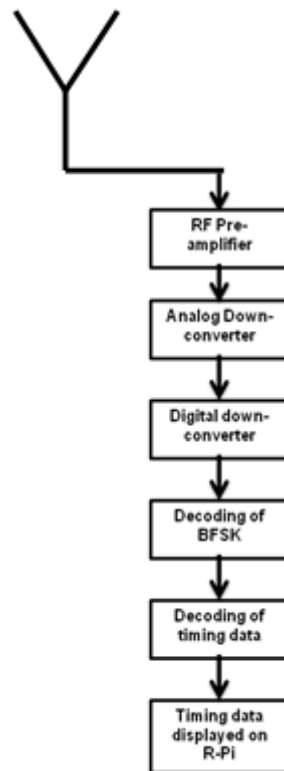 RF Pre-
amplifier
Analog Down-
converter
Digital down-
converter
Decoding of
BFSK
Decoding of
timing data
Timing data
displayed on
R-Pi